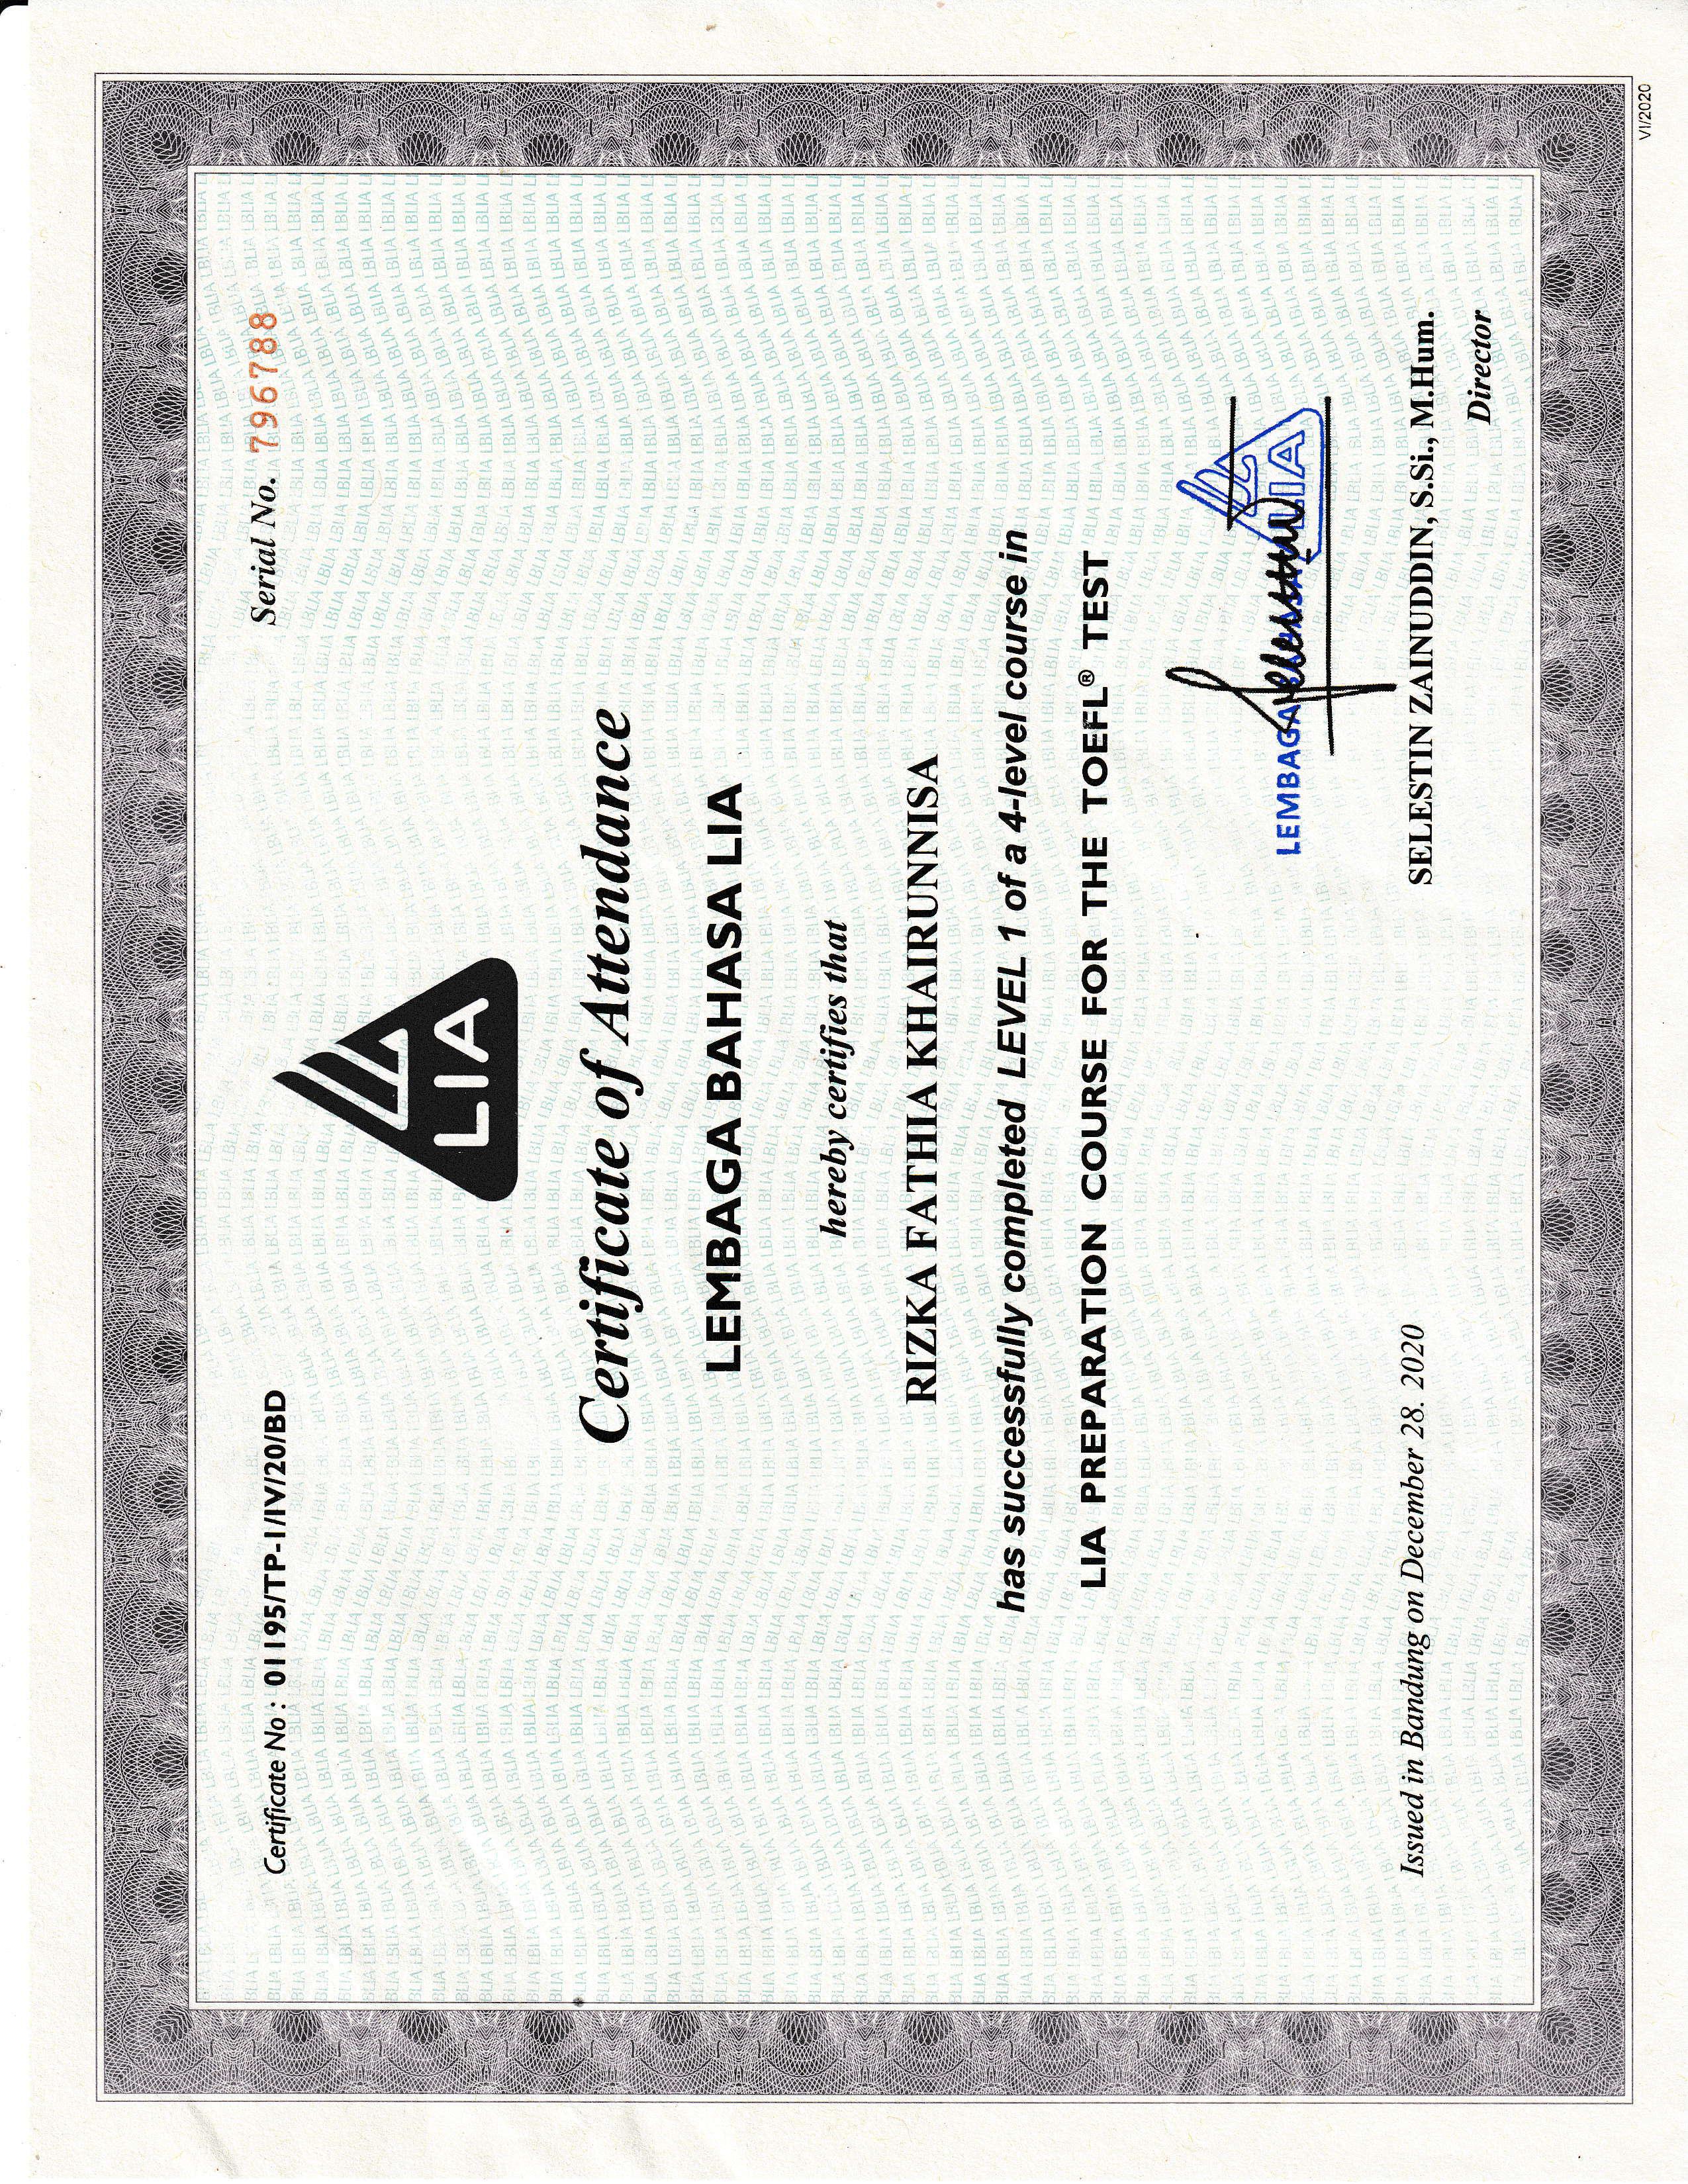 Certificate No : 01195/TP-1/IV/20/BD
Serial No. 796788
LIA
Certificate of Attendance
LEMBAGA BAHASA LIA
hereby certifies that
RIZKA FATHIA KHAIRUNNISA
has successfully completed LEVEL 1 of a 4-level course in
LIA PREPARATION COURSE FOR THE TOEFL® TEST
LEMBAGA BAHASA LIA
Issued in Bandung on December 28. 2020
SELESTIN ZAINUDDIN, S.Si., M.Hum.
Director
VI/2020